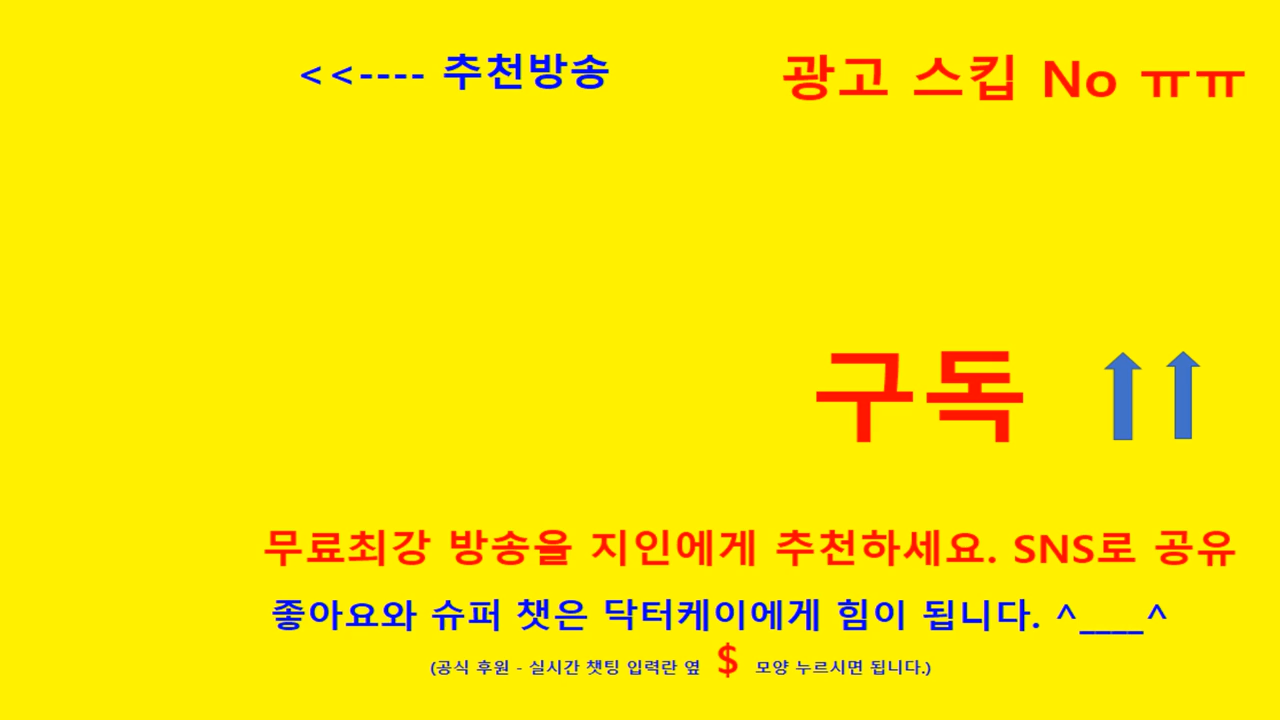 <<---- 추천방송
광고 스킵 No ㅠㅠ
구독
무료최강 방송을 지인에게 추천하세요. SNS로 공유
좋아요와 슈퍼 챗은 닥터케이에게 힘이 됩니다. ^____^
(공식 후원 - 실시간 챗팅 입력란 옆 $ 모양 누르시면 됩니다.)